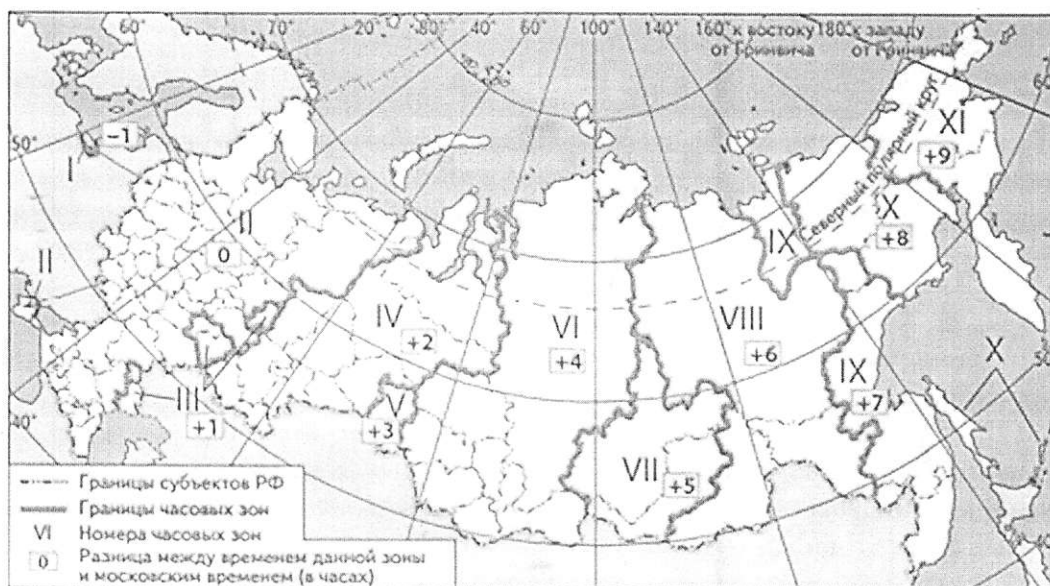 0° 60° 70° 20° 80° 40° 60° 100° 140° 160° к востоку 180° к западу
от Гринвича от Гринвича
50°
-1
I
II
0
II
III
+1
40°
IV
+2
V
+3
VI
+4
VII
+5
VIII
+6
IX
IX
+7
Северный полярный круг
X
+8
XI
+9
X
50
40
Границы субъектов РФ
Границы часовых зон
VI Номера часовых зон
0 Разница между временем данной зоны
и московским временем (в часах)